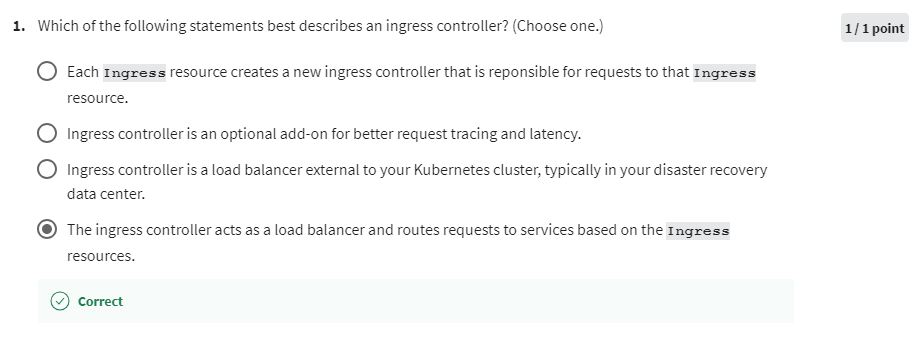 1. Which of the following statements best describes an ingress controller? (Choose one.)
1 / 1 point
Each Ingress resource creates a new ingress controller that is reponsible for requests to that Ingress
resource.
Ingress controller is an optional add-on for better request tracing and latency.
Ingress controller is a load balancer external to your Kubernetes cluster, typically in your disaster recovery
data center.
The ingress controller acts as a load balancer and routes requests to services based on the Ingress
resources.
Correct